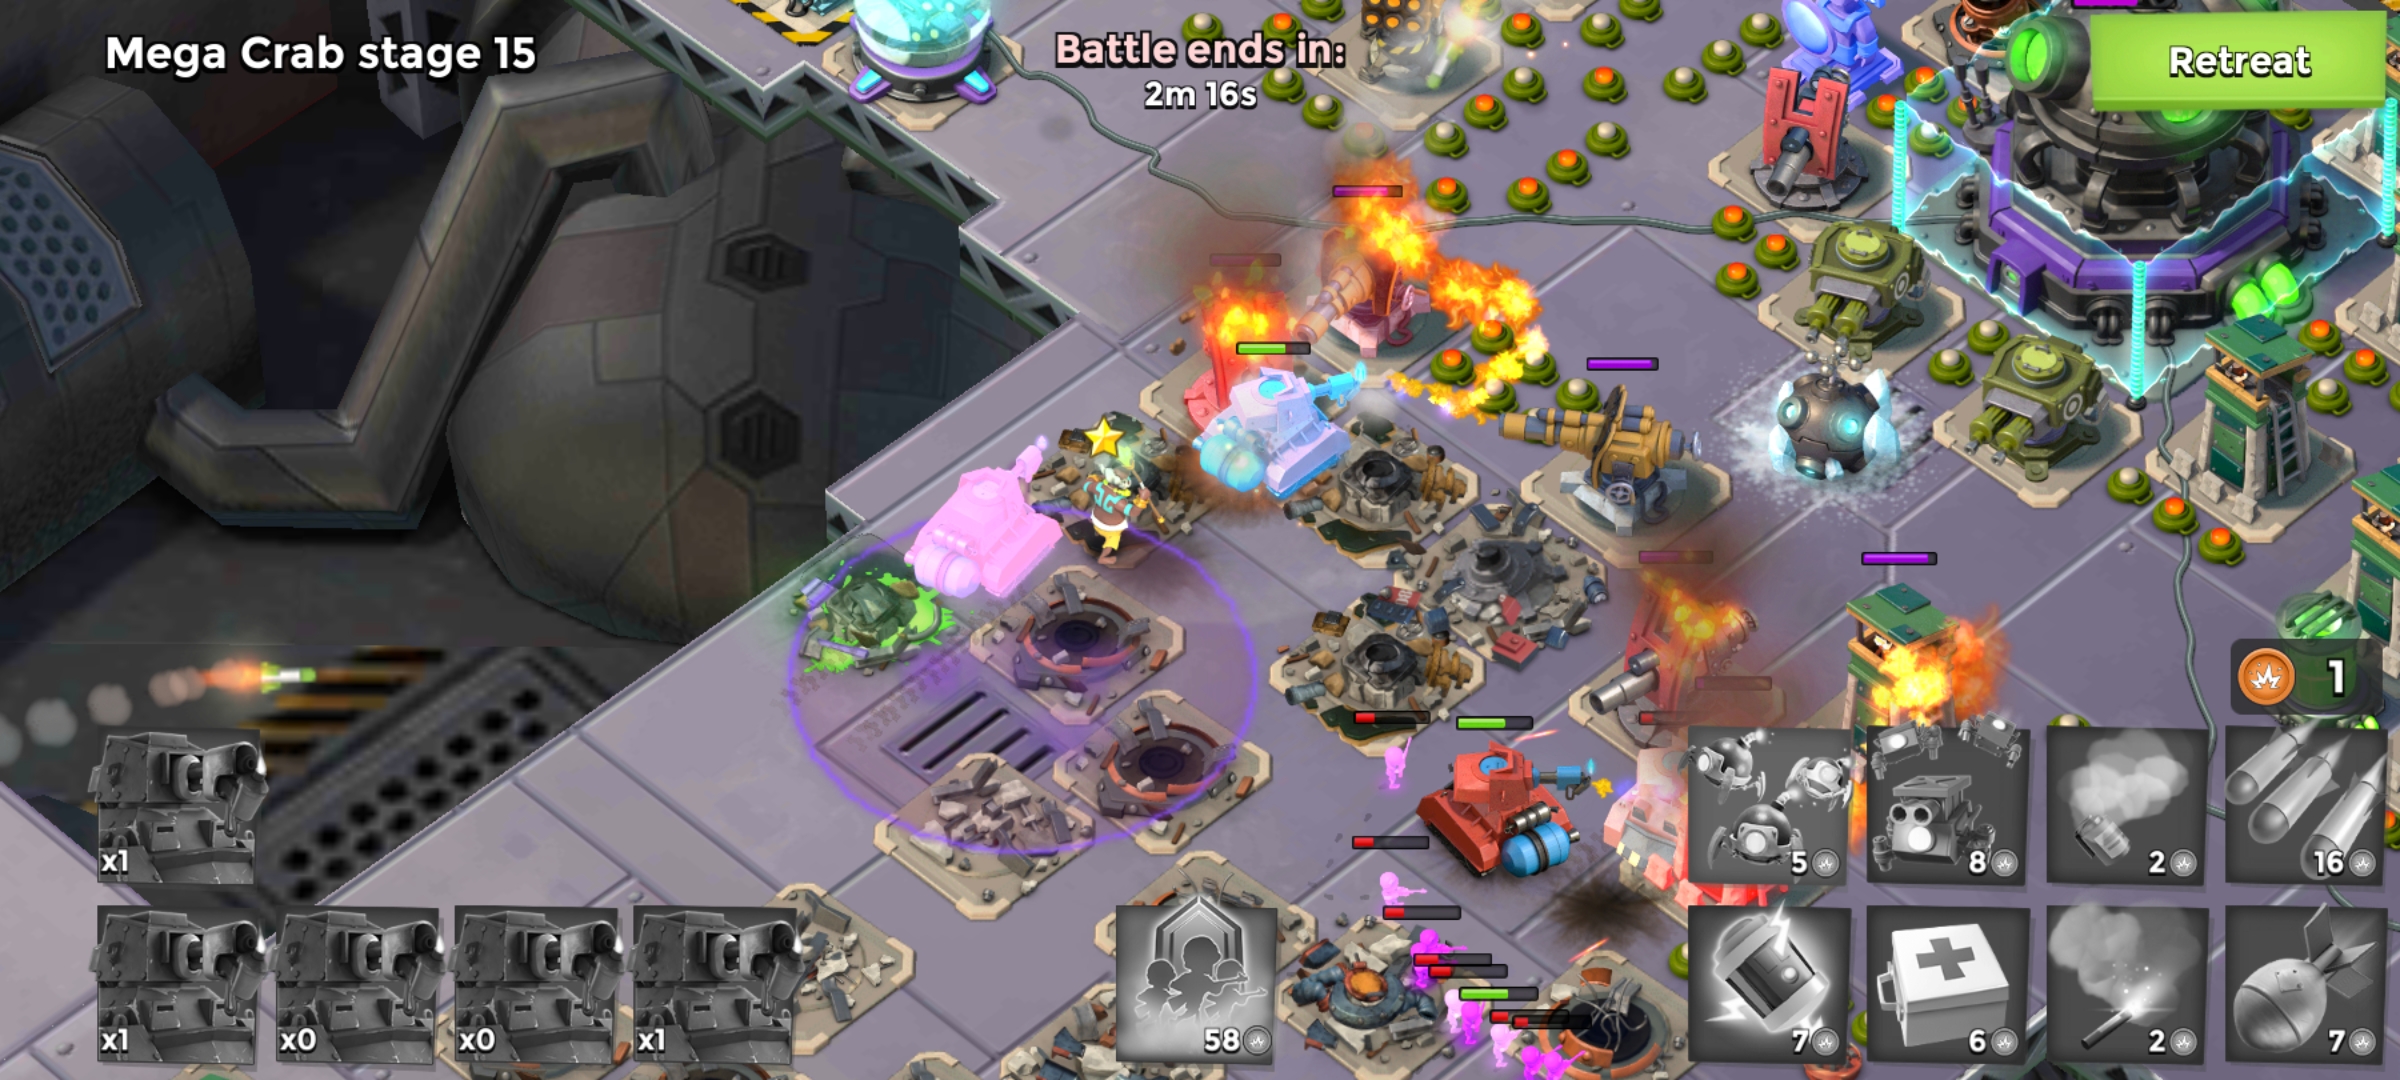 Mega Crab stage 15
Battle ends in:
2m 16s
Retreat
1
x1
5
8
2
16
x1
x0
x0
x1
58
7
6
2
7